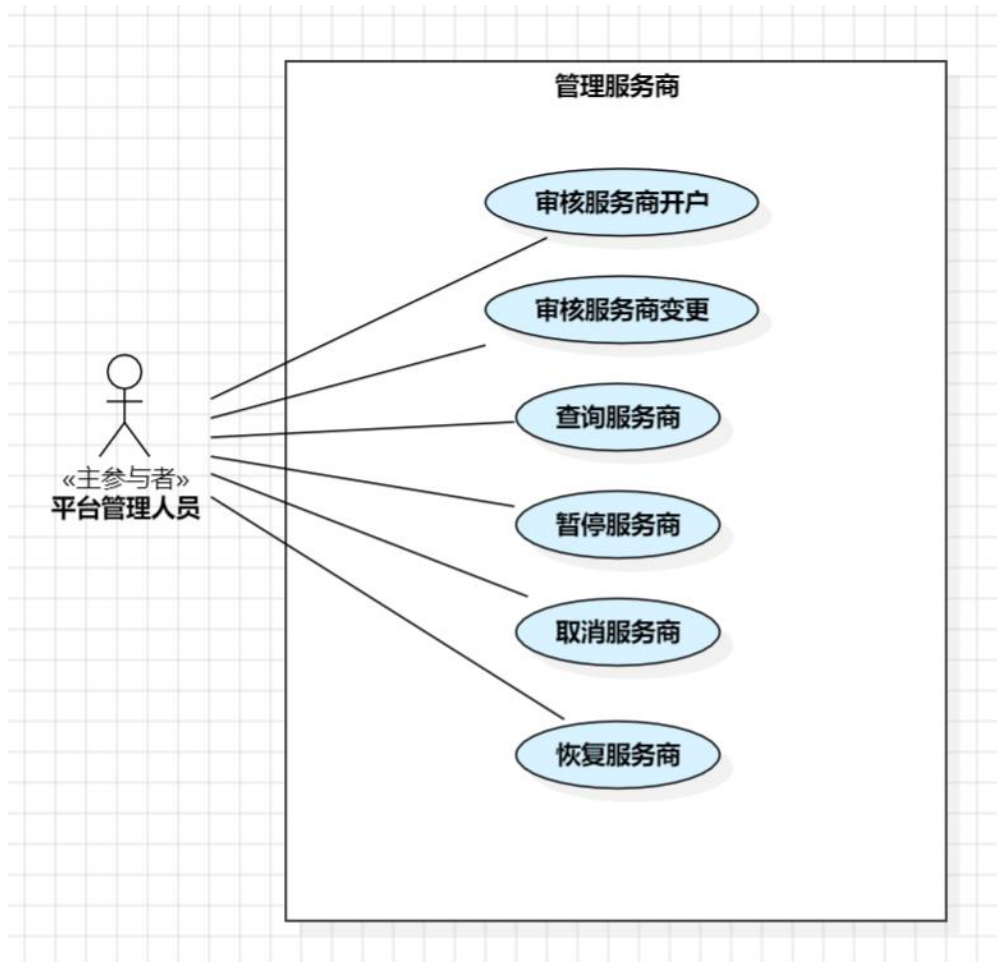 管理服务商
审核服务商开户
审核服务商变更
查询服务商
«主参与者»
平台管理人员
暂停服务商
取消服务商
恢复服务商